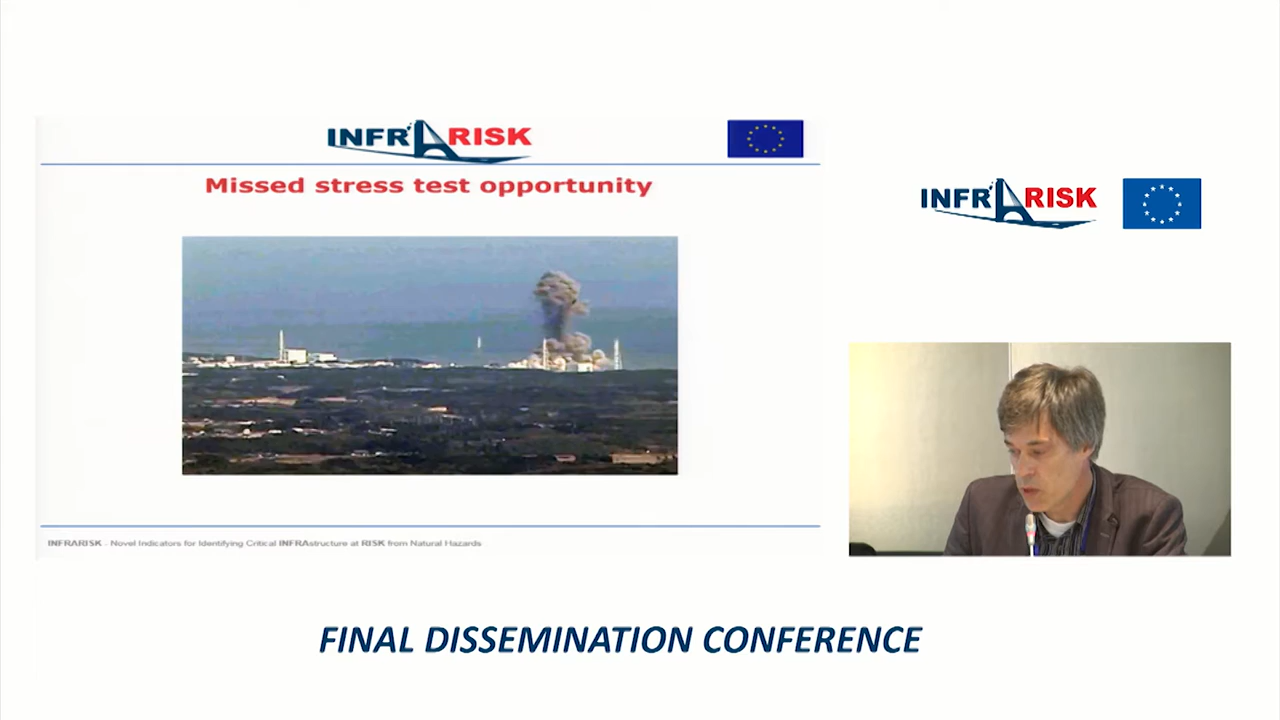 INFRARISK
Missed stress test opportunity
INFRARISK - Novel Indicators for Identifying Critical INFRAstructure at RISK from Natural Hazards
INFRARISK
FINAL DISSEMINATION CONFERENCE